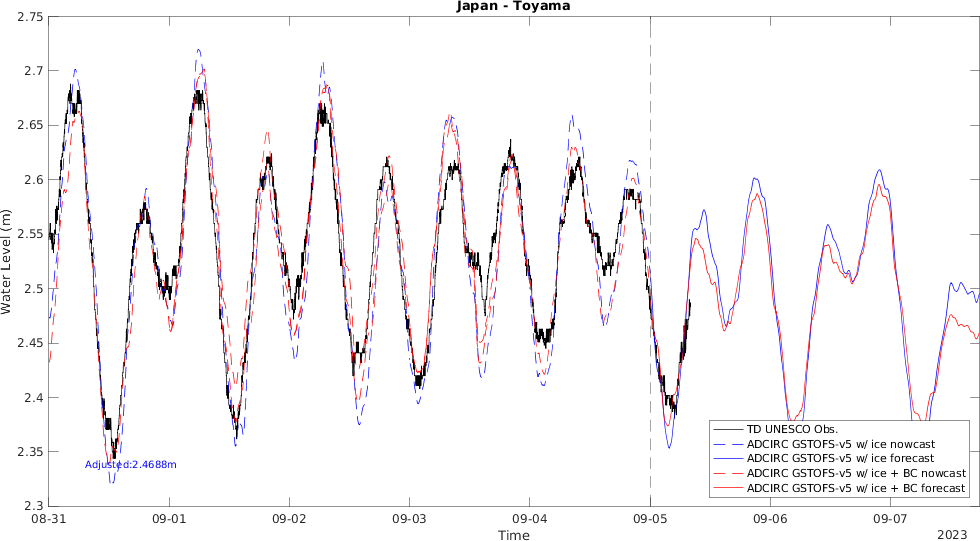 Japan - Toyama
2.75
2.7
2.65
2.6
2.55
2.5
2.45
2.4
2.35
2.3
Water Level (m)
Adjusted:2.4688m
TD UNESCO Obs.
ADCIRC GSTOFS-v5 w/ ice nowcast
ADCIRC GSTOFS-v5 w/ ice forecast
ADCIRC GSTOFS-v5 w/ ice + BC nowcast
ADCIRC GSTOFS-v5 w/ ice + BC forecast
08-31 09-01 09-02 09-03 09-04 09-05 09-06 09-07
Time
2023